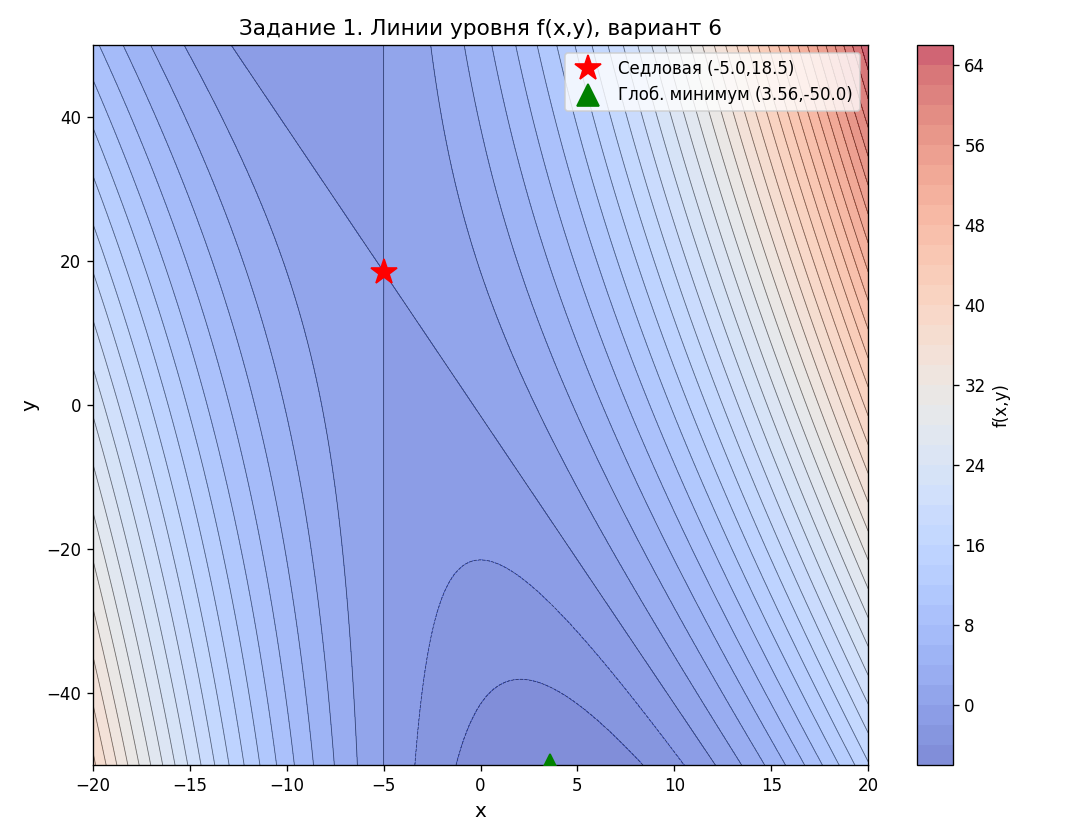 Задание 1. Линии уровня f(x,y), вариант 6
Седловая (-5.0,18.5)
Глоб. минимум (3.56,-50.0)
40
20
0
−20
−40
y
−20 −15 −10 −5 0 5 10 15 20
x
64
56
48
40
32
24
16
8
0
f(x,y)